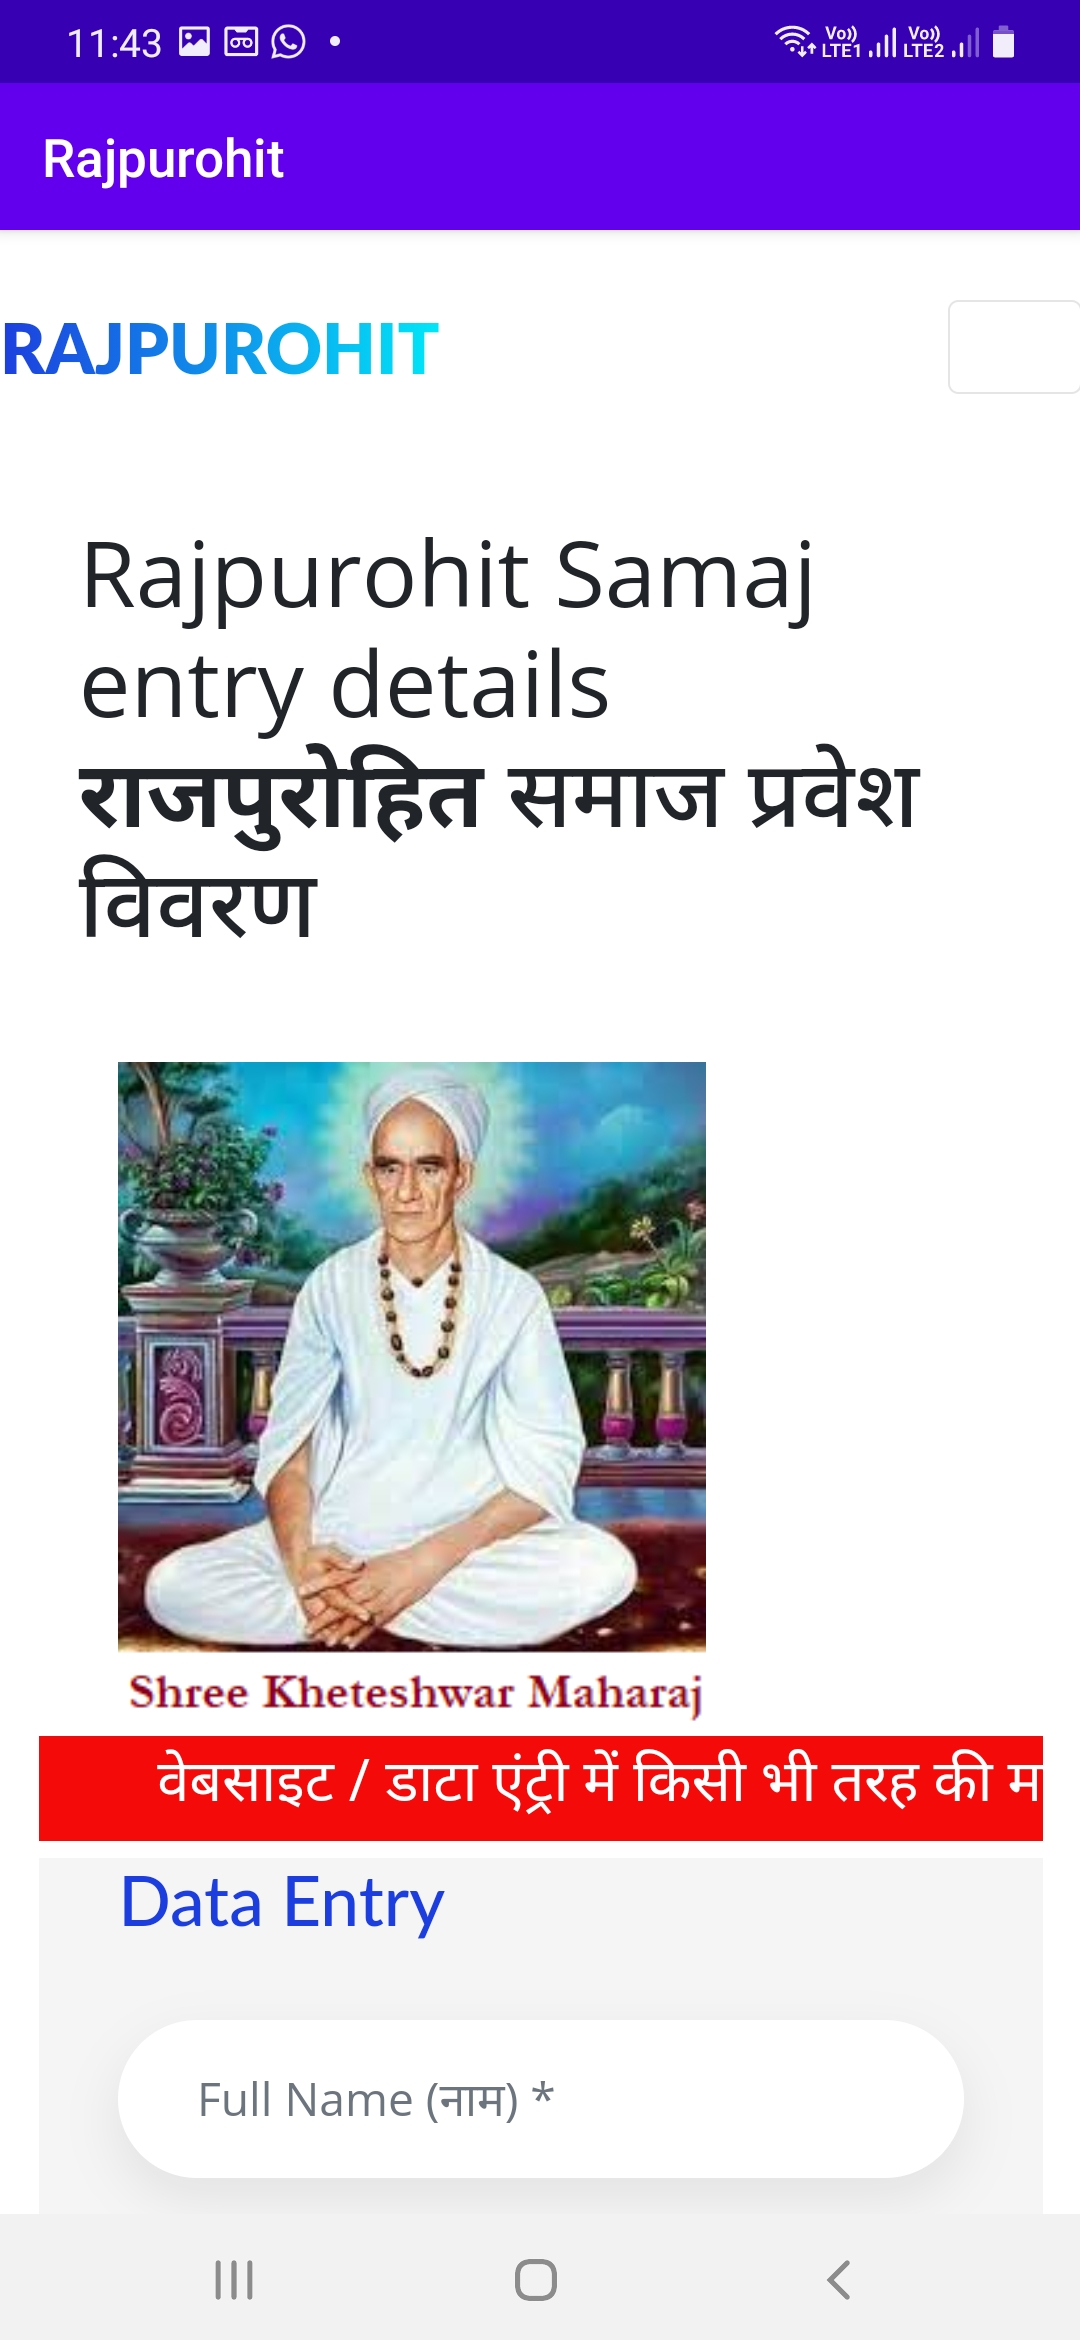 11:43
Vo)) LTE1 Vo)) LTE2
Rajpurohit
RAJPUROHIT
Rajpurohit Samaj
entry details
राजपुरोहित समाज प्रवेश
विवरण
Shree Kheteshwar Maharaj
वेबसाइट / डाटा एंट्री में किसी भी तरह की म
Data Entry
Full Name (नाम) *